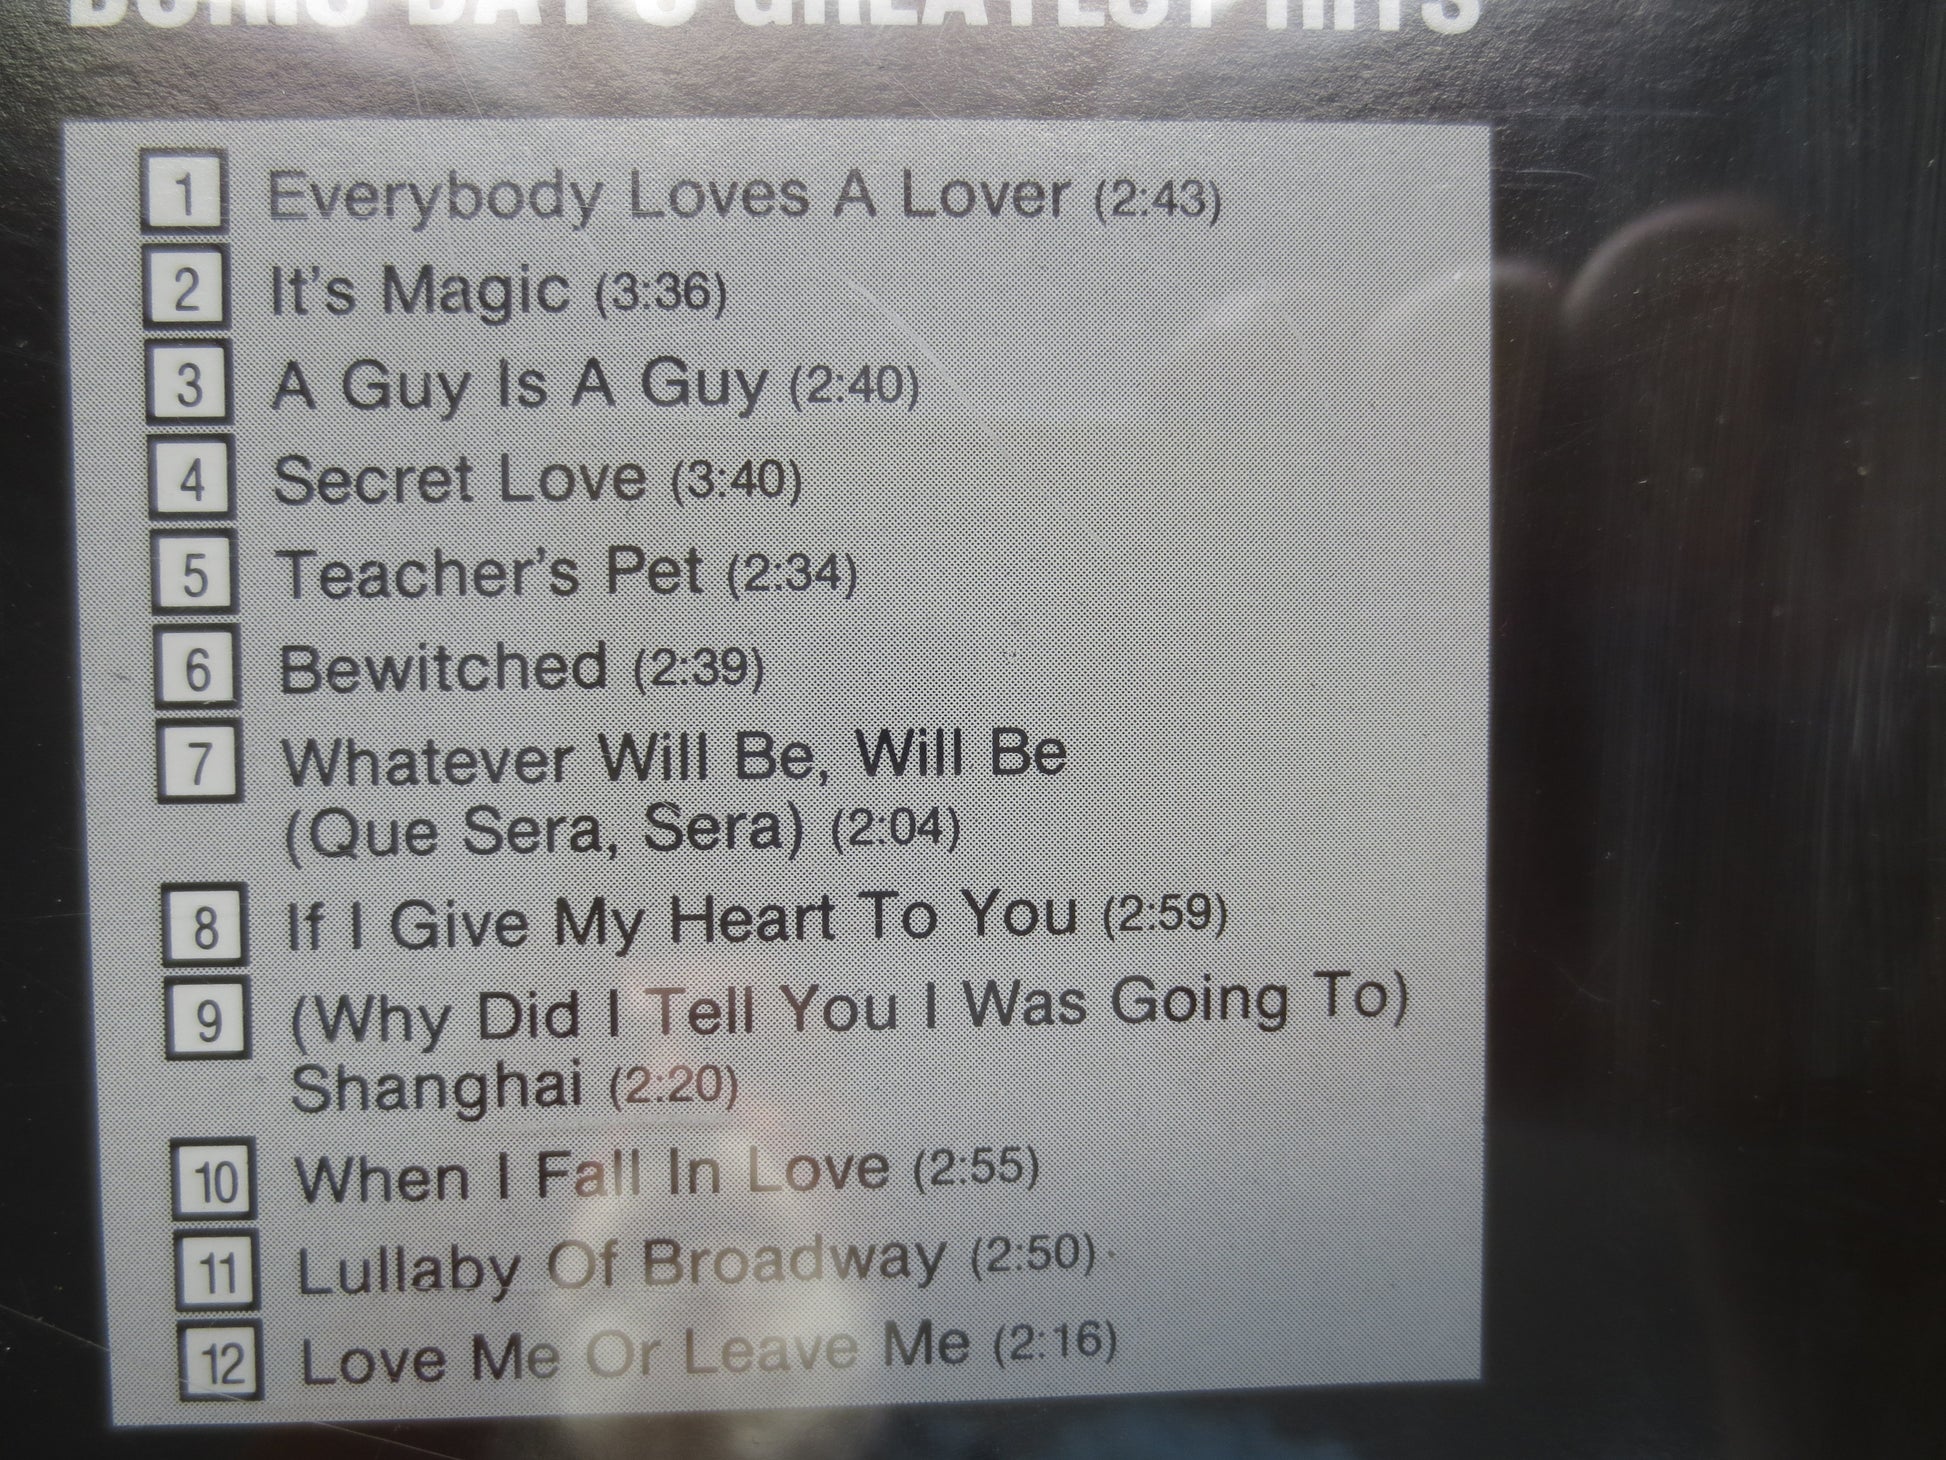 DORIS DAY'S GREATEST HITS
1 Everybody Loves A Lover (2:43)
2 It's Magic (3:36)
3 A Guy Is A Guy (2:40)
4 Secret Love (3:40)
5 Teacher's Pet (2:34)
6 Bewitched (2:39)
7 Whatever Will Be, Will Be
(Que Sera, Sera) (2:04)
8 If I Give My Heart To You (2:59)
9 (Why Did I Tell You I Was Going To)
Shanghai (2:20)
10 When I Fall In Love (2:55)
11 Lullaby Of Broadway (2:50)
12 Love Me Or Leave Me (2:16)